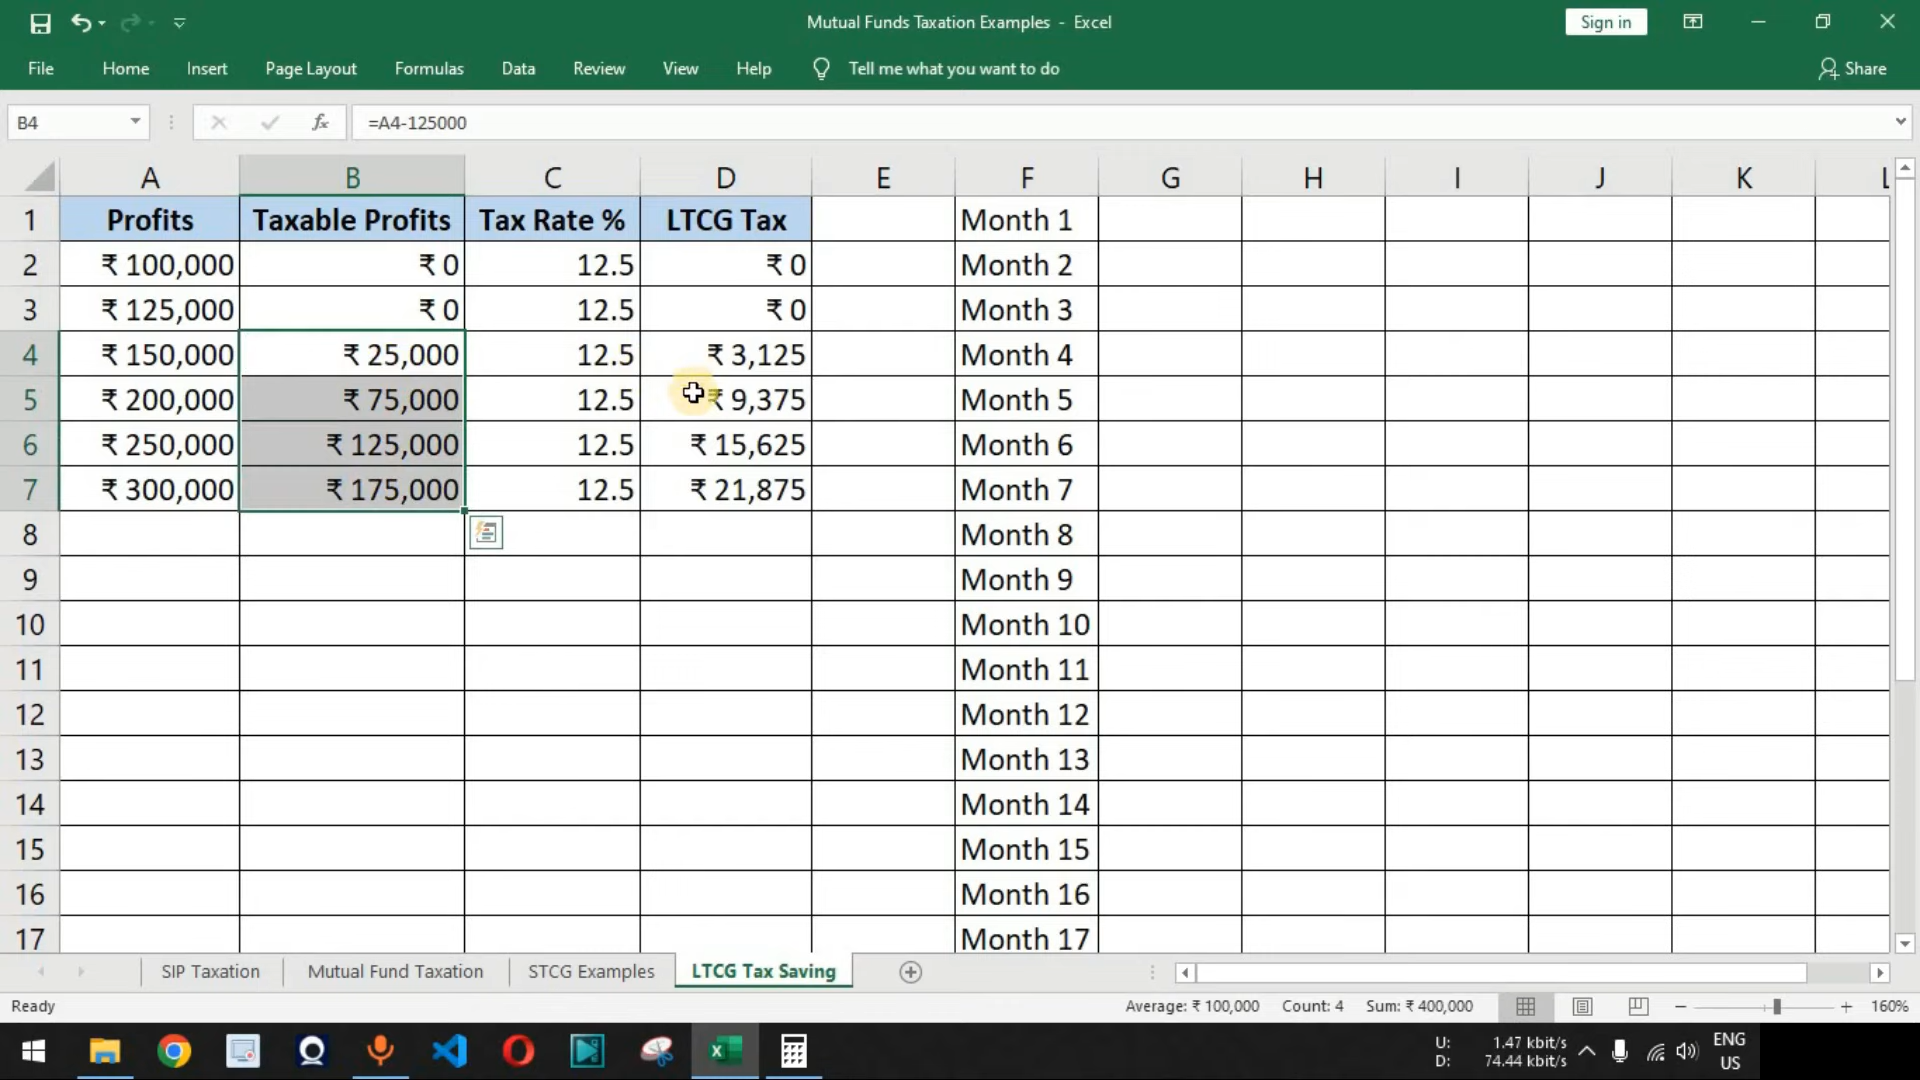 Mutual Funds Taxation Examples - Excel
Sign in
File Home Insert Page Layout Formulas Data Review View Help Tell me what you want to do Share
B4 fx =A4-125000
A B C D E F G H I J K L
1 Profits Taxable Profits Tax Rate % LTCG Tax Month 1
2 ₹ 100,000 ₹ 0 12.5 ₹ 0 Month 2
3 ₹ 125,000 ₹ 0 12.5 ₹ 0 Month 3
4 ₹ 150,000 ₹ 25,000 12.5 ₹ 3,125 Month 4
5 ₹ 200,000 ₹ 75,000 12.5 ₹ 9,375 Month 5
6 ₹ 250,000 ₹ 125,000 12.5 ₹ 15,625 Month 6
7 ₹ 300,000 ₹ 175,000 12.5 ₹ 21,875 Month 7
8 Month 8
9 Month 9
10 Month 10
11 Month 11
12 Month 12
13 Month 13
14 Month 14
15 Month 15
16 Month 16
17 Month 17
SIP Taxation Mutual Fund Taxation STCG Examples LTCG Tax Saving
Ready Average: ₹ 100,000 Count: 4 Sum: ₹ 400,000 160%
U: 1.47 kbit/s ENG
D: 74.44 kbit/s US